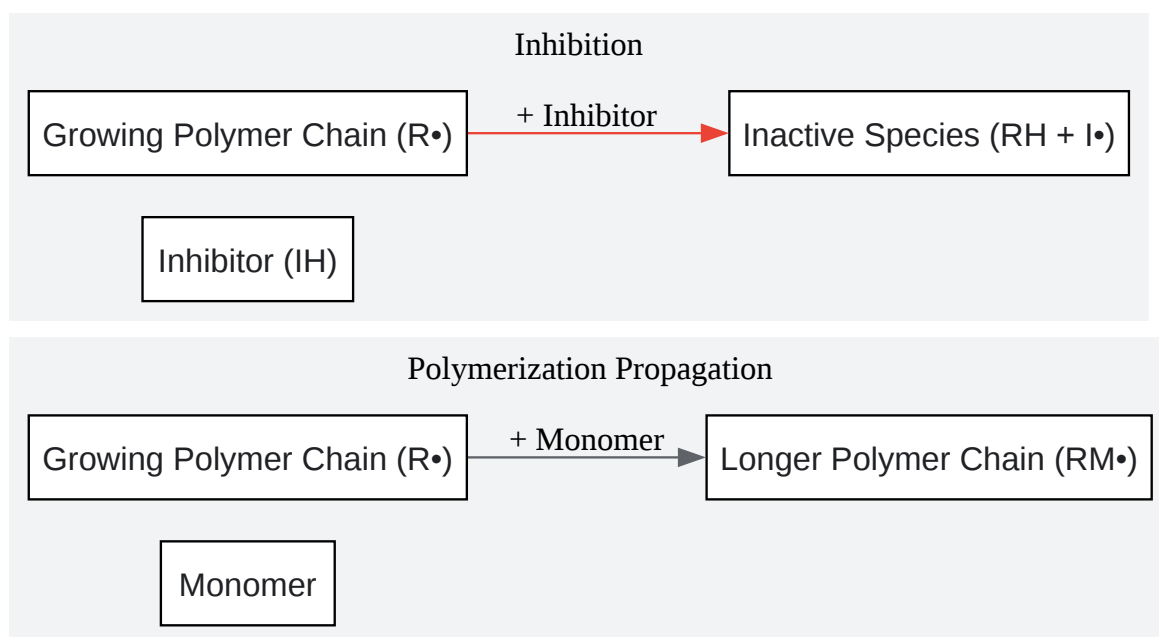 Inhibition
Growing Polymer Chain (R•)
+ Inhibitor
Inactive Species (RH + I•)
Inhibitor (IH)
Polymerization Propagation
Growing Polymer Chain (R•)
+ Monomer
Longer Polymer Chain (RM•)
Monomer